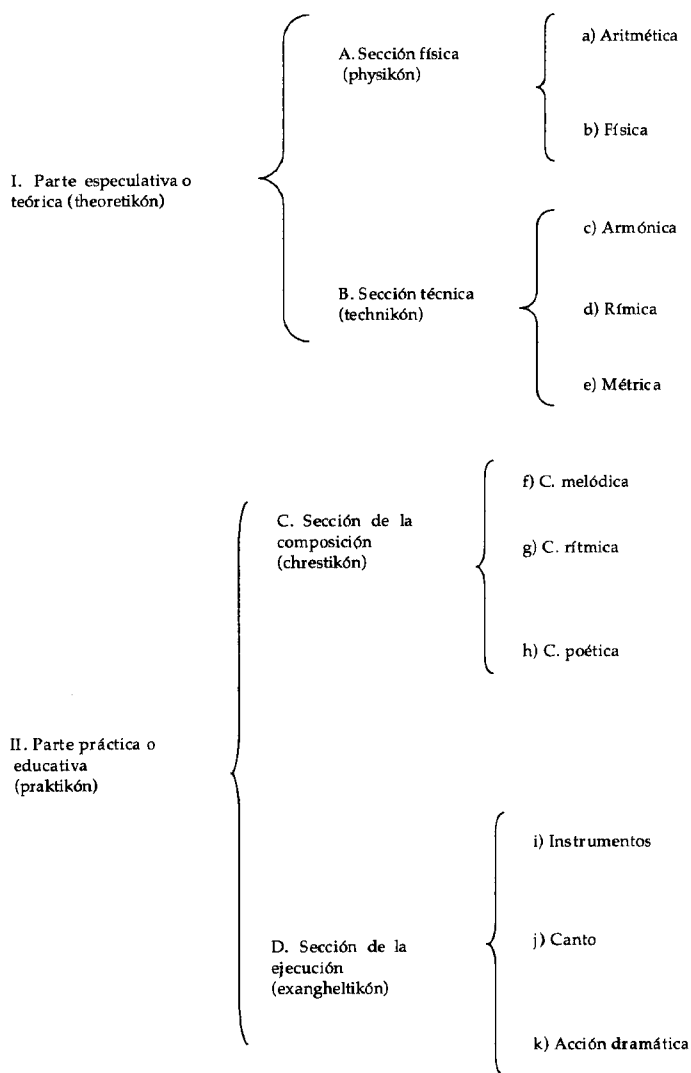 I. Parte especulativa o
teórica (theoretikón)
A. Sección física
(physikón)
a) Aritmética
b) Física
B. Sección técnica
(technikón)
c) Armónica
d) Rímica
e) Métrica
II. Parte práctica o
educativa
(praktikón)
C. Sección de la
composición
(chrestikón)
f) C. melódica
g) C. rítmica
h) C. poética
D. Sección de la
ejecución
(exangheltikón)
i) Instrumentos
j) Canto
k) Acción dramática